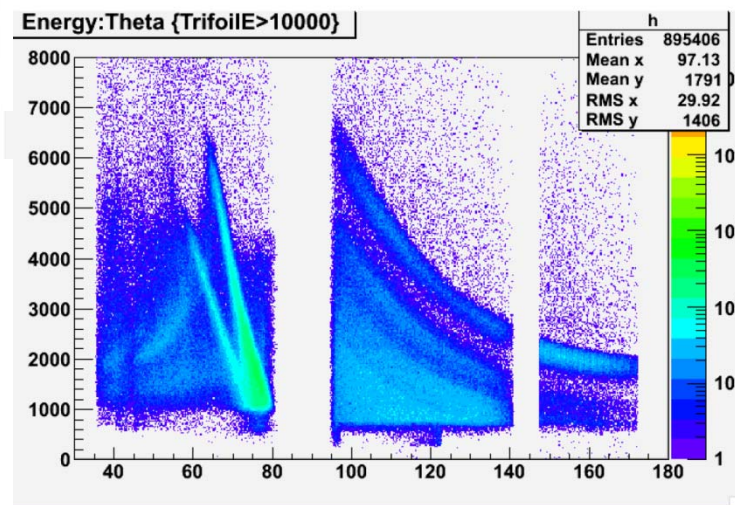 Energy:Theta {TrifoilE>10000}
h
Entries 895406
Mean x 97.13
Mean y 1791
RMS x 29.92
RMS y 1406
8000
7000
6000
5000
4000
3000
2000
1000
0
40 60 80 100 120 140 160 180
10
10
10
10
1